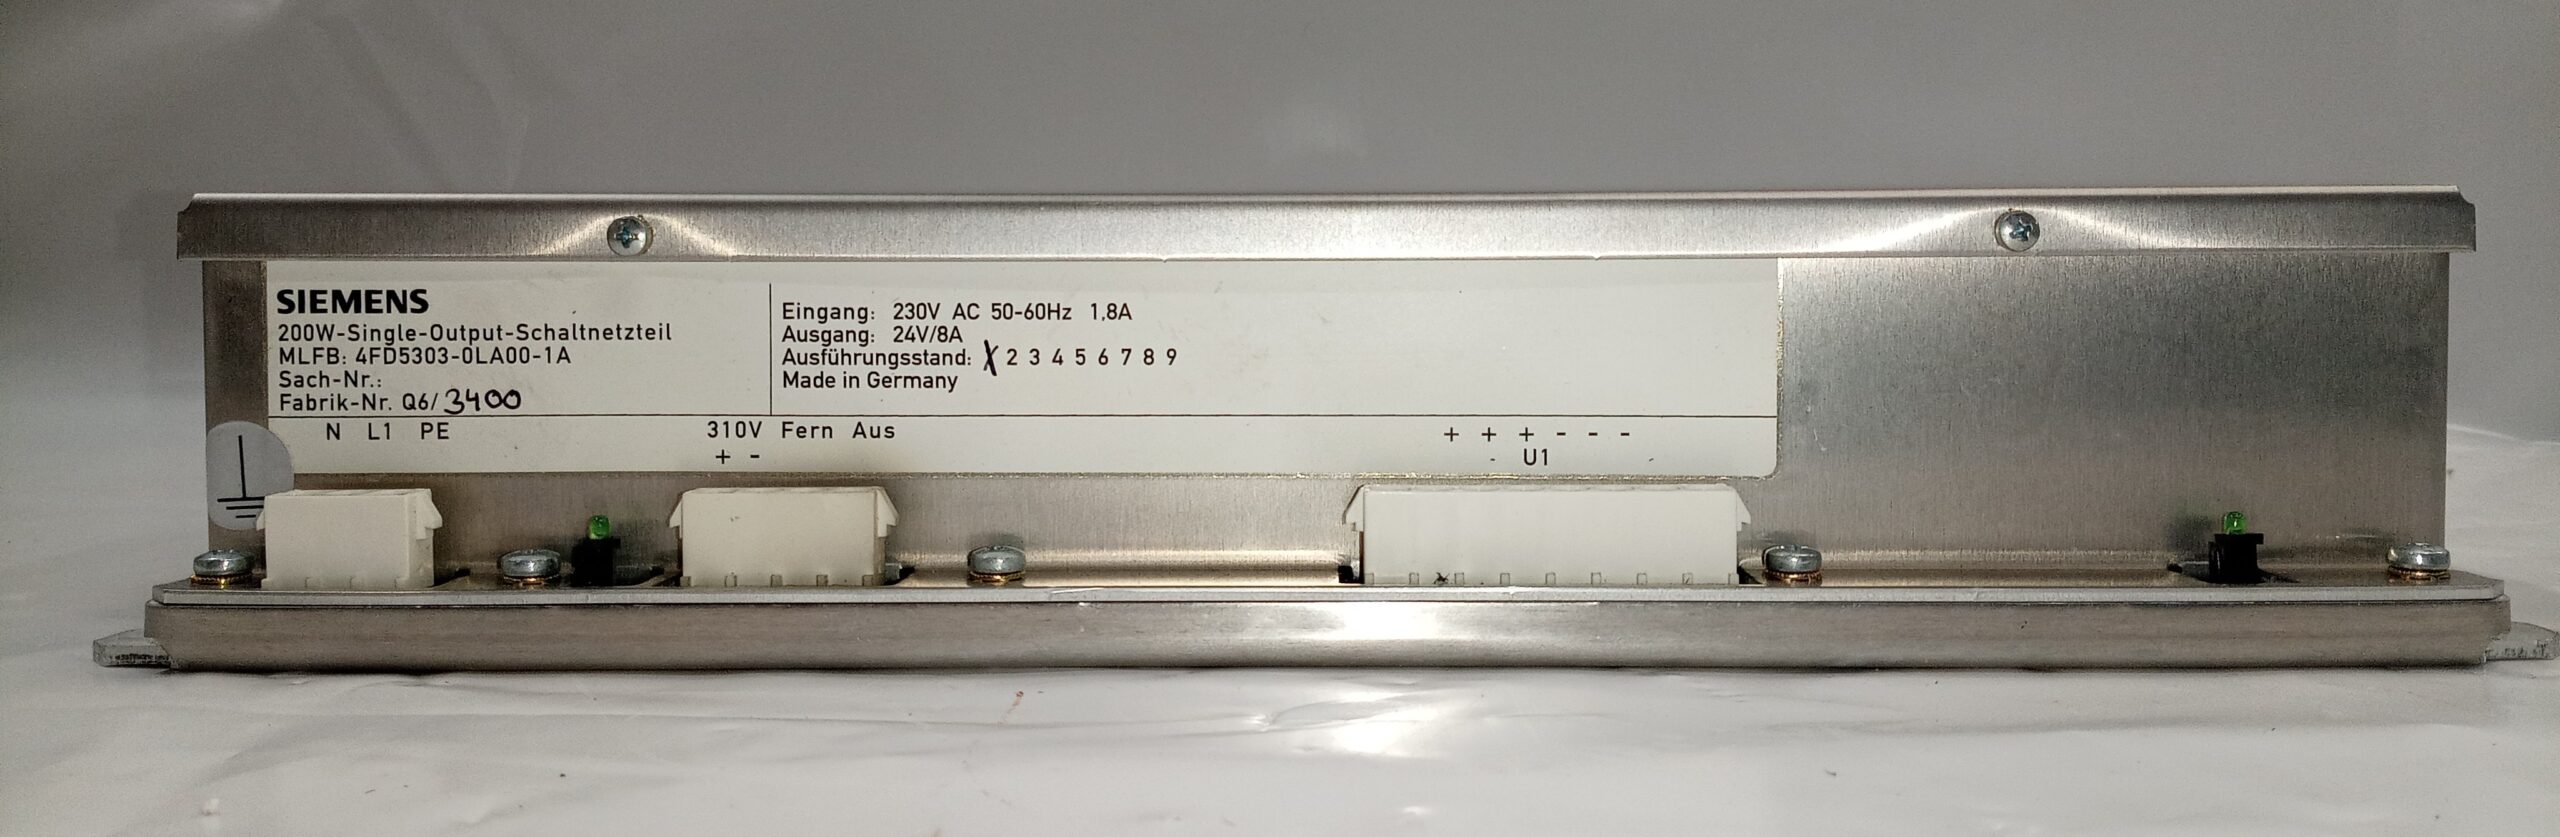 SIEMENS
200W-Single-Output-Schaltnetzteil
MLFB: 4FD5303-0LA00-1A
Sach-Nr.:
Fabrik-Nr. Q6/3400
Eingang: 230V AC 50-60Hz 1,8A
Ausgang: 24V/8A
Ausführungsstand: X 2 3 4 5 6 7 8 9
Made in Germany
N L1 PE
310V Fern Aus
+ -
+ + + - - -
- U1